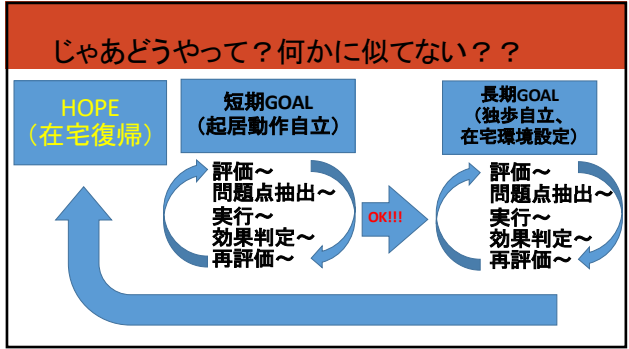 じゃあどうやって？何かに似てない？？
HOPE
（在宅復帰）
短期GOAL
（起居動作自立）
評価～
問題点抽出～
実行～
効果判定～
再評価～
OK!!!
長期GOAL
（独歩自立、
在宅環境設定）
評価～
問題点抽出～
実行～
効果判定～
再評価～